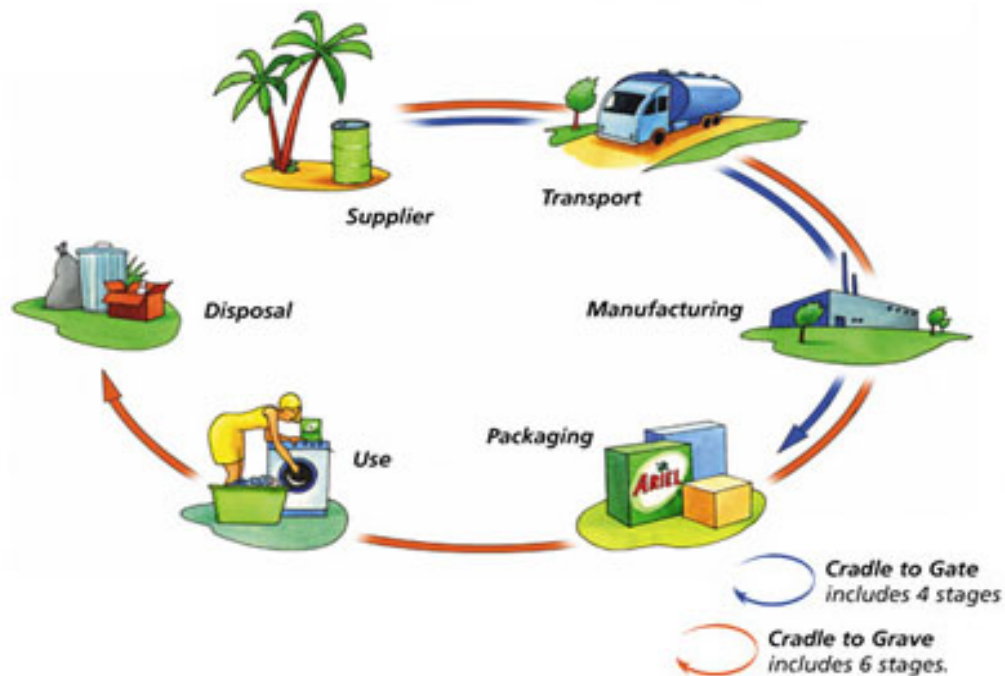 Supplier
Transport
Disposal
Manufacturing
Packaging
Use
ARIEL
Cradle to Gate
includes 4 stages
Cradle to Grave
includes 6 stages.